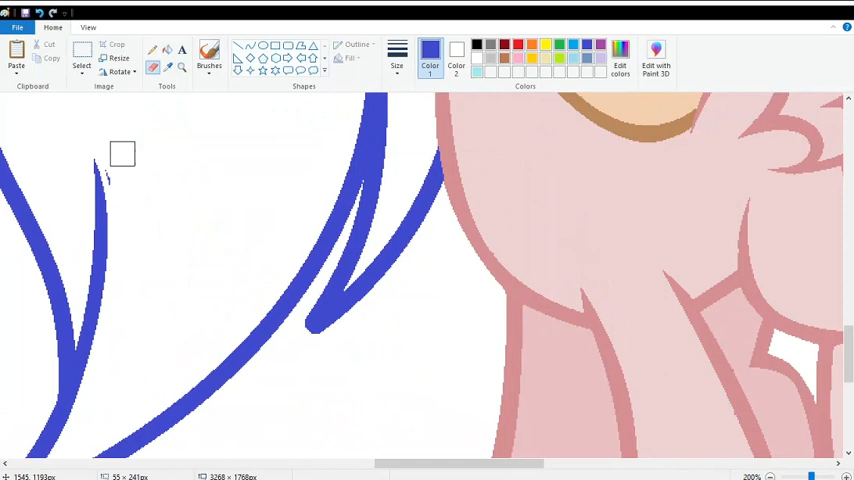 File Home View
Paste Cut Copy
Select Crop Resize Rotate
A
Brushes
Outline Fill
Size
Color 1 Color 2
Edit colors Edit with Paint 3D
Clipboard Image Tools Shapes Colors
1545, 1193px 55 × 241px 3268 × 1768px 200%